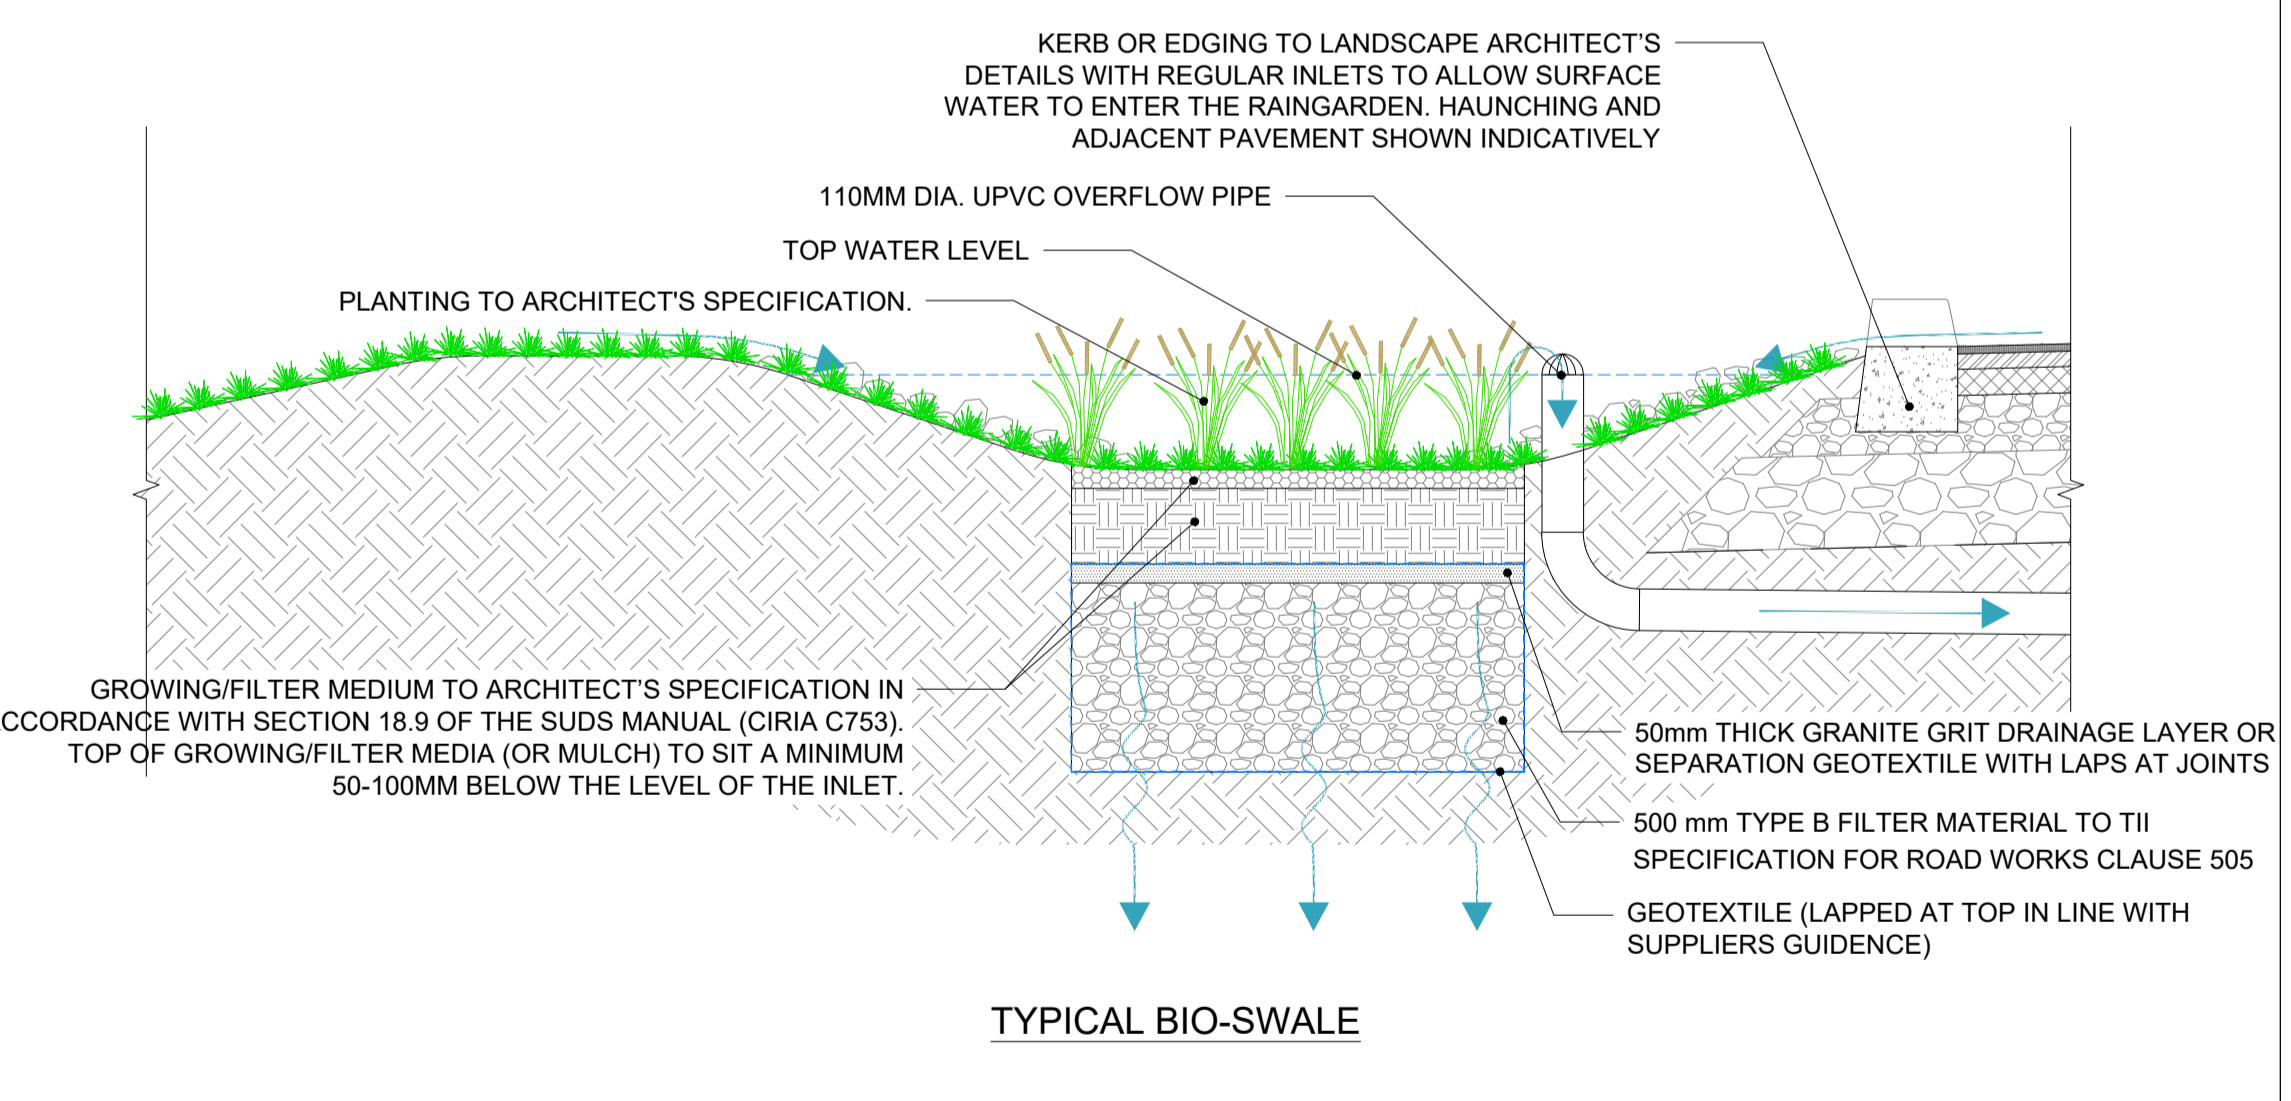 KERB OR EDGING TO LANDSCAPE ARCHITECT’S
DETAILS WITH REGULAR INLETS TO ALLOW SURFACE
WATER TO ENTER THE RAINGARDEN. HAUNCHING AND
ADJACENT PAVEMENT SHOWN INDICATIVELY
110MM DIA. UPVC OVERFLOW PIPE
TOP WATER LEVEL
PLANTING TO ARCHITECT'S SPECIFICATION.
GROWING/FILTER MEDIUM TO ARCHITECT’S SPECIFICATION IN
CCORDANCE WITH SECTION 18.9 OF THE SUDS MANUAL (CIRIA C753).
TOP OF GROWING/FILTER MEDIA (OR MULCH) TO SIT A MINIMUM
50-100MM BELOW THE LEVEL OF THE INLET.
50mm THICK GRANITE GRIT DRAINAGE LAYER OR
SEPARATION GEOTEXTILE WITH LAPS AT JOINTS
500 mm TYPE B FILTER MATERIAL TO TII
SPECIFICATION FOR ROAD WORKS CLAUSE 505
GEOTEXTILE (LAPPED AT TOP IN LINE WITH
SUPPLIERS GUIDENCE)
TYPICAL BIO-SWALE